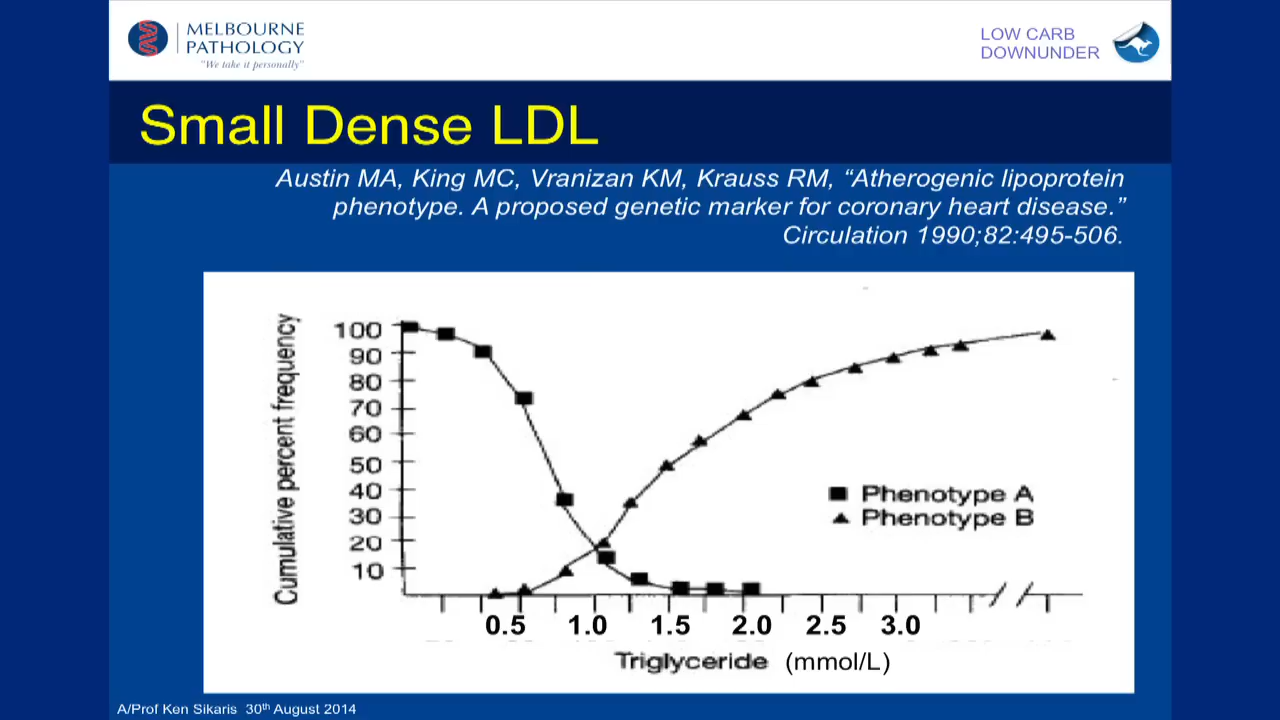 MELBOURNE
PATHOLOGY
"We take it personally"
LOW CARB
DOWNUNDER
Small Dense LDL
Austin MA, King MC, Vranizan KM, Krauss RM, “Atherogenic lipoprotein
phenotype. A proposed genetic marker for coronary heart disease.”
Circulation 1990;82:495-506.
Cumulative percent frequency
100
90
80
70
60
50
40
30
20
10
Phenotype A
Phenotype B
0.5 1.0 1.5 2.0 2.5 3.0
Triglyceride (mmol/L)
A/Prof Ken Sikaris 30th August 2014